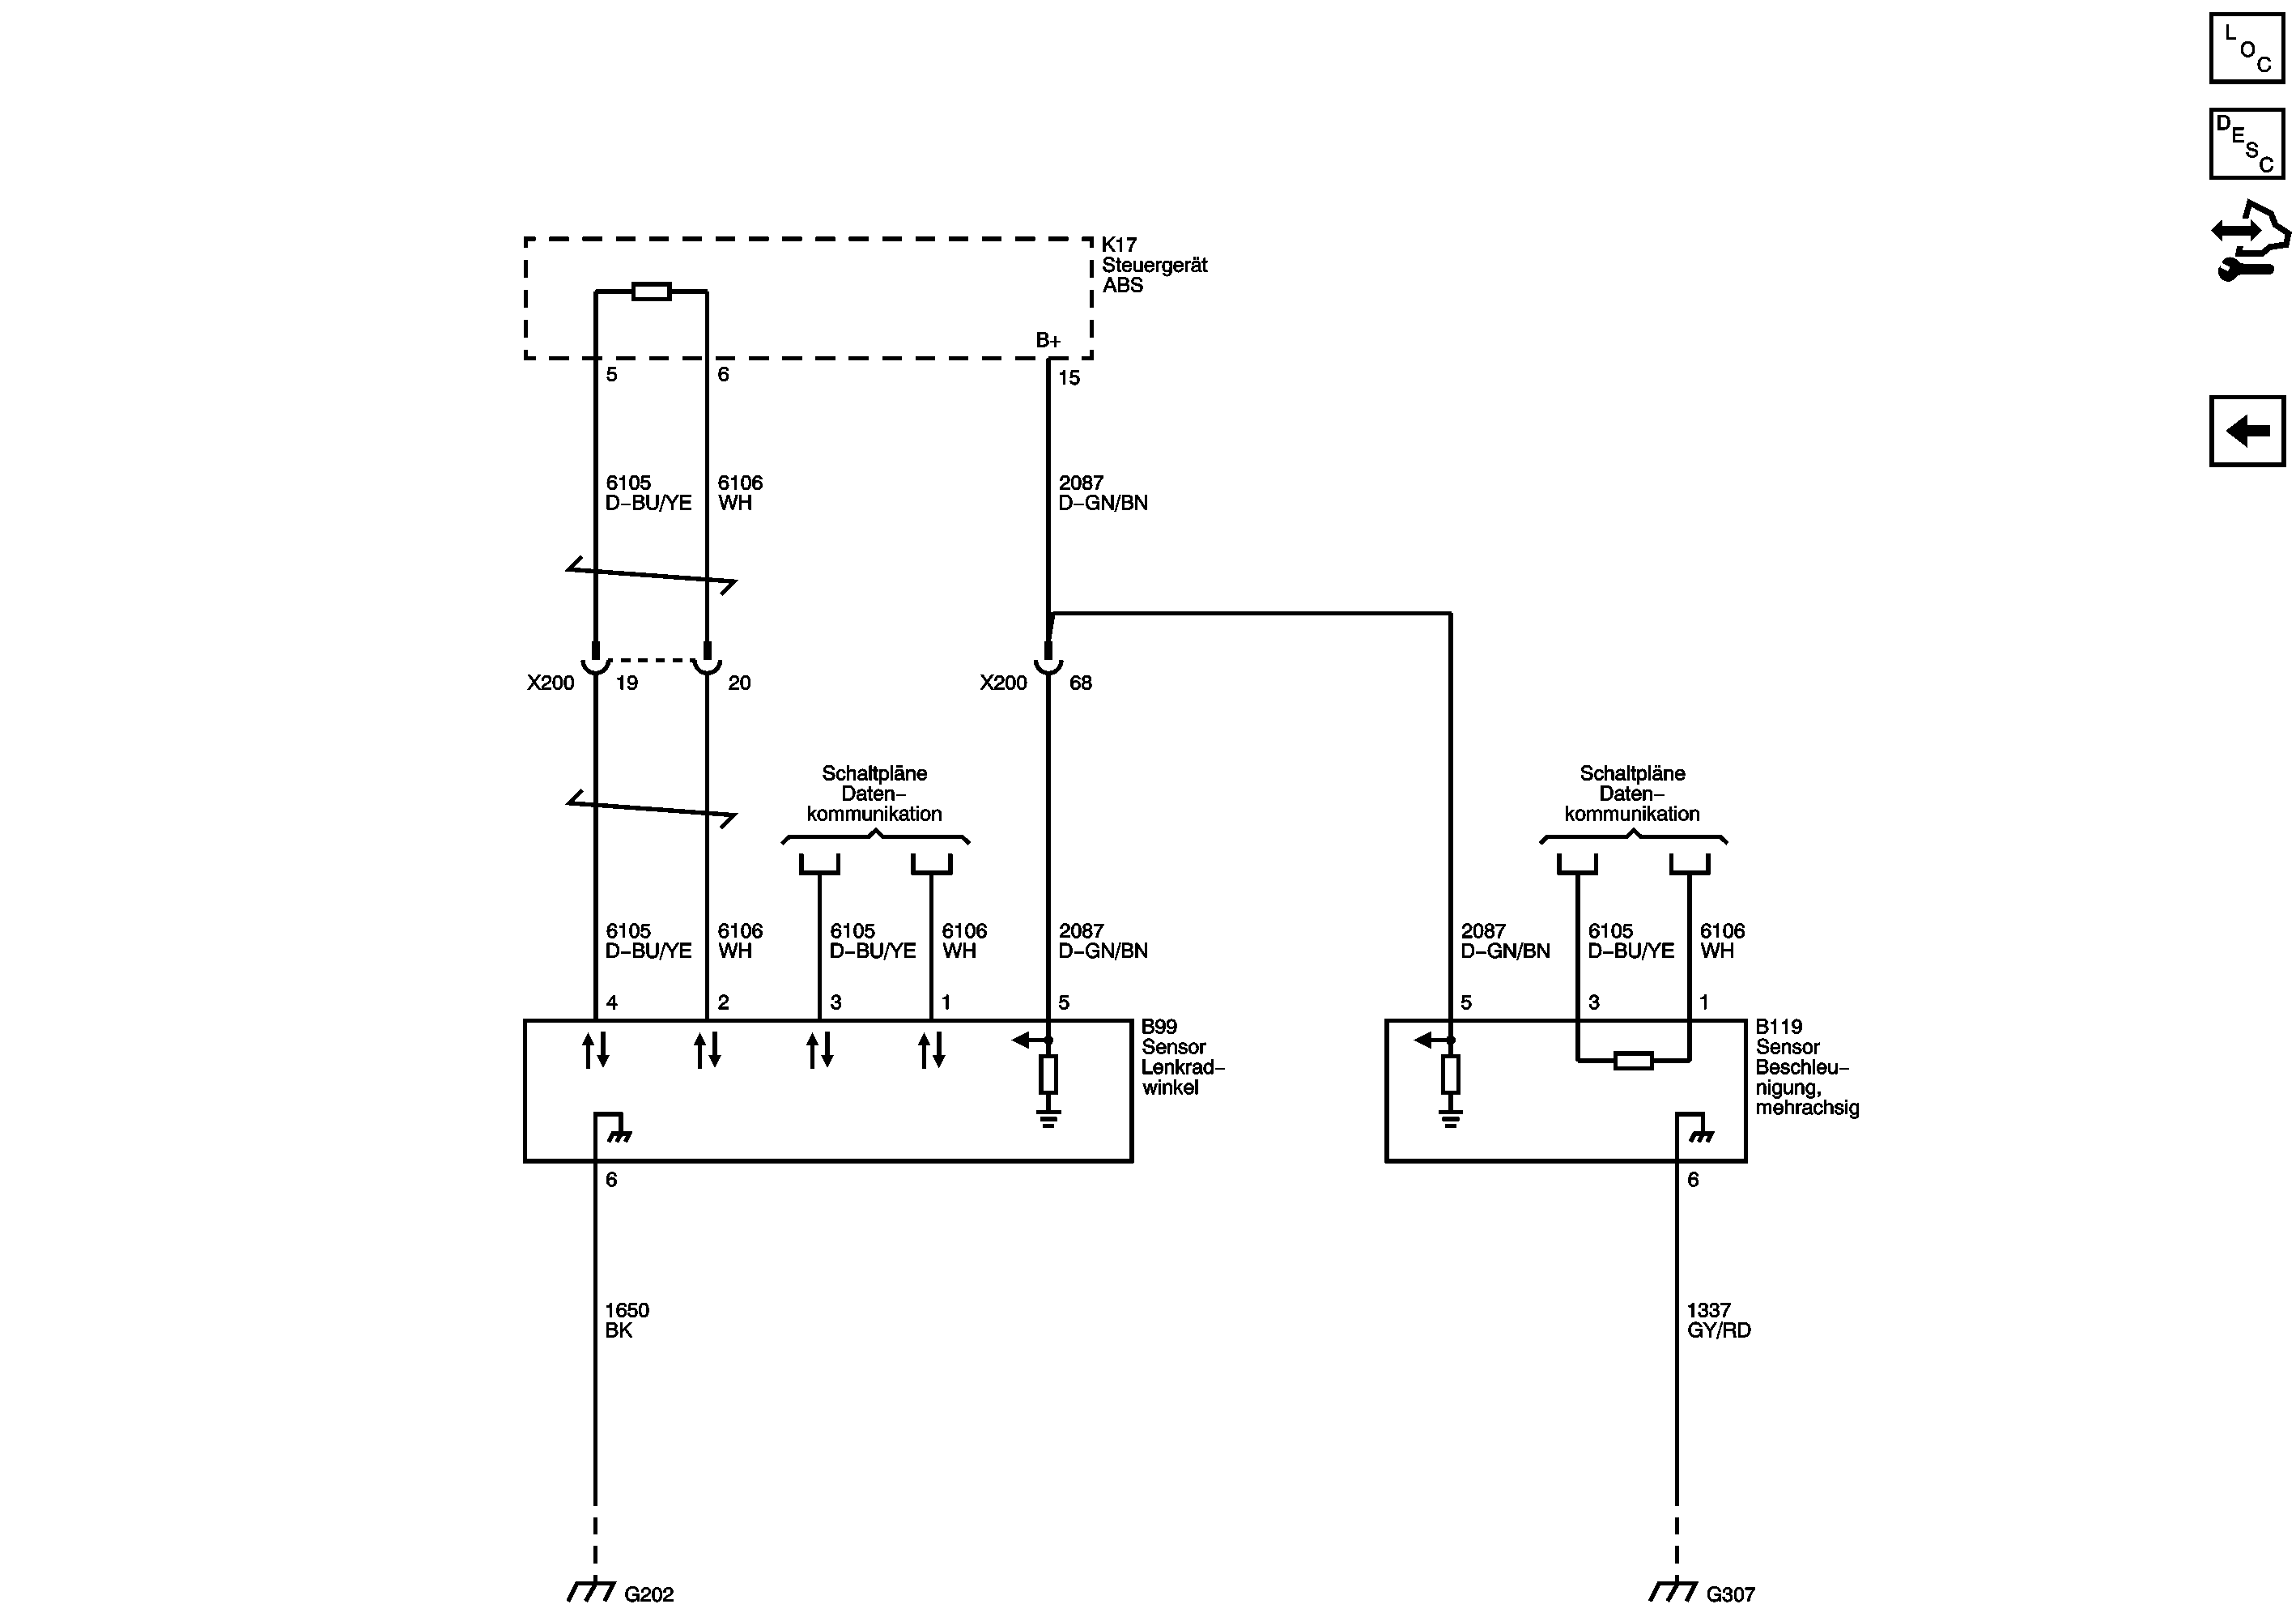 L
O
C
D
E
S
C
K17
Steuergerät
ABS
B+
5
6
15
6105
D–BU/YE
6106
WH
2087
D–GN/BN
X200
19
20
X200
68
Schaltpläne
Daten–
kommunikation
Schaltpläne
Daten–
kommunikation
6105
D–BU/YE
6106
WH
6105
D–BU/YE
6106
WH
2087
D–GN/BN
2087
D–GN/BN
6105
D–BU/YE
6106
WH
4
2
3
1
5
5
3
1
B99
Sensor
Lenkrad–
winkel
B119
Sensor
Beschleu–
nigung,
mehrachsig
6
6
1650
BK
1337
GY/RD
G202
G307